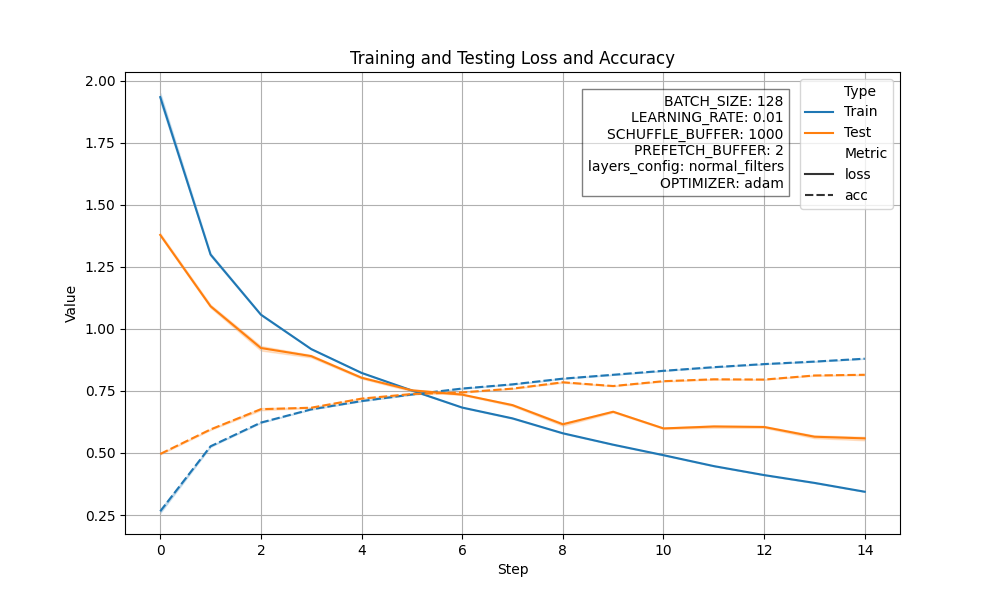 Training and Testing Loss and Accuracy
2.00
1.75
1.50
1.25
1.00
0.75
0.50
0.25
Value
BATCH_SIZE: 128
LEARNING_RATE: 0.01
SCHUFFLE_BUFFER: 1000
PREFETCH_BUFFER: 2
layers_config: normal_filters
OPTIMIZER: adam
Type
Train
Test
Metric
loss
acc
0 2 4 6 8 10 12 14
Step